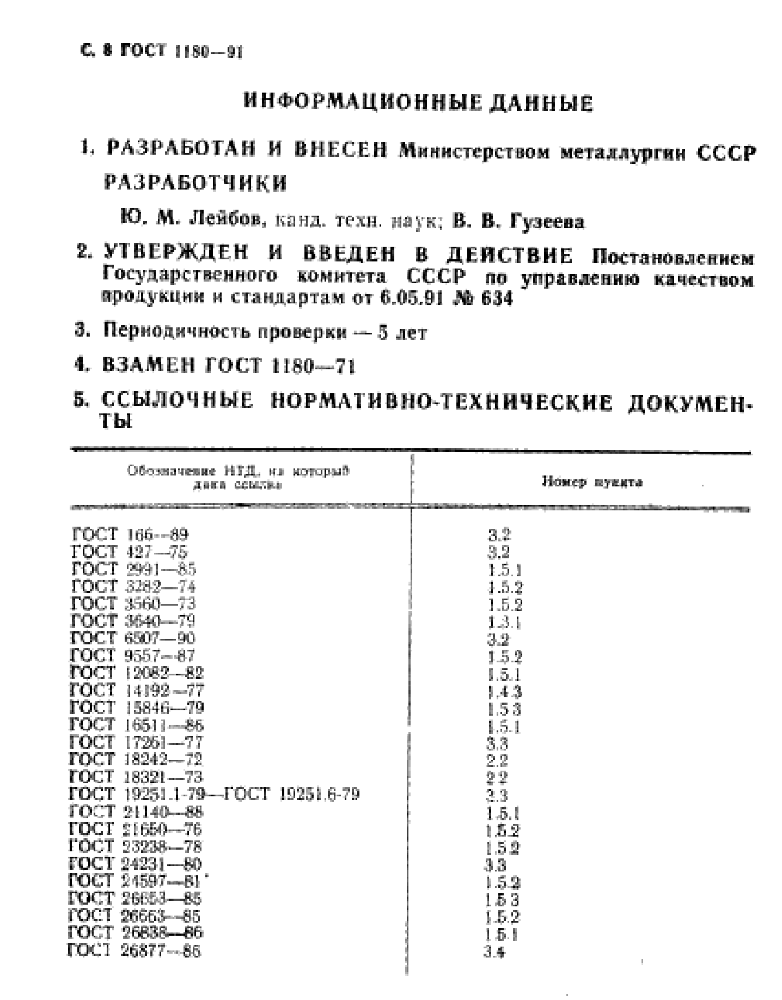 С. 8 ГОСТ 1180—91
ИНФОРМАЦИОННЫЕ ДАННЫЕ
1. РАЗРАБОТАН И ВНЕСЕН Министерством металлургии СССР
РАЗРАБОТЧИКИ
Ю. М. Лейбов, канд. техн. наук; В. В. Гузеева
2. УТВЕРЖДЕН И ВВЕДЕН В ДЕЙСТВИЕ Постановлением
Государственного комитета СССР по управлению качеством
продукции и стандартам от 6.05.91 № 634
3. Периодичность проверки — 5 лет
4. ВЗАМЕН ГОСТ 1180—71
5. ССЫЛОЧНЫЕ НОРМАТИВНО-ТЕХНИЧЕСКИЕ ДОКУМЕН-
ТЫ
Обозначение НТД, на который
дана ссылка
Номер пункта
ГОСТ 166—89 3.2
ГОСТ 427—75 3.2
ГОСТ 2991—85 1.5.1
ГОСТ 3282—74 1.5.2
ГОСТ 3560—73 1.5.2
ГОСТ 3640—79 1.3.1
ГОСТ 6507—90 3.2
ГОСТ 9557—87 1.5.2
ГОСТ 12082—82 1.5.1
ГОСТ 14192—77 1.4.3
ГОСТ 15846—79 1.5.3
ГОСТ 16511—86 1.5.1
ГОСТ 17261—77 3.3
ГОСТ 18242—72 2.2
ГОСТ 18321—73 2.2
ГОСТ 19251.1-79—ГОСТ 19251.6-79 3.3
ГОСТ 21140—88 1.5.1
ГОСТ 21650—76 1.5.2
ГОСТ 23238—78 1.5.2
ГОСТ 24231—80 3.3
ГОСТ 24597—81 1.5.2
ГОСТ 26653—85 1.5.3
ГОСТ 26663—85 1.5.2
ГОСТ 26838—86 1.5.1
ГОСТ 26877—86 3.4